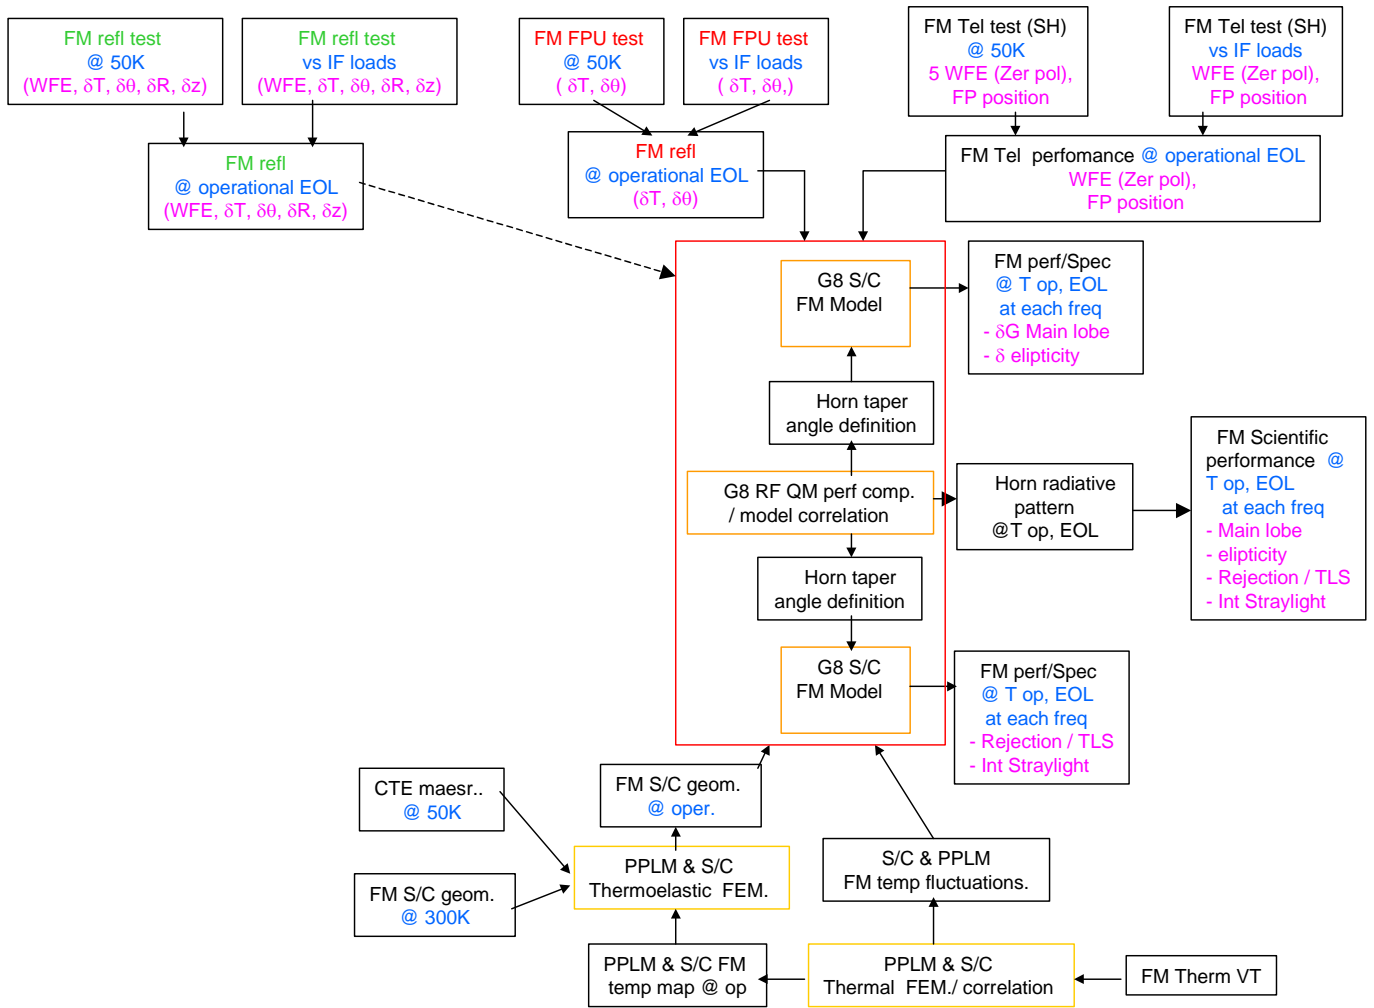 FM refl test
@ 50K
(WFE, δT, δθ, δR, δz)
FM refl test
vs IF loads
(WFE, δT, δθ, δR, δz)
FM FPU test
@ 50K
( δT, δθ)
FM FPU test
vs IF loads
( δT, δθ,)
FM Tel test (SH)
@ 50K
5 WFE (Zer pol),
FP position
FM Tel test (SH)
vs IF loads
WFE (Zer pol),
FP position
FM refl
@ operational EOL
(WFE, δT, δθ, δR, δz)
FM refl
@ operational EOL
(δT, δθ)
FM Tel perfomance @ operational EOL
WFE (Zer pol),
FP position
G8 S/C
FM Model
FM perf/Spec
@ T op, EOL
at each freq
- δG Main lobe
- δ elipticity
Horn taper
angle definition
G8 RF QM perf comp.
/ model correlation
Horn radiative
pattern
@T op, EOL
FM Scientific
performance @
T op, EOL
at each freq
- Main lobe
- elipticity
- Rejection / TLS
- Int Straylight
Horn taper
angle definition
G8 S/C
FM Model
FM perf/Spec
@ T op, EOL
at each freq
- Rejection / TLS
- Int Straylight
CTE maesr..
@ 50K
FM S/C geom.
@ oper.
FM S/C geom.
@ 300K
PPLM & S/C
Thermoelastic FEM.
S/C & PPLM
FM temp fluctuations.
PPLM & S/C FM
temp map @ op
PPLM & S/C
Thermal FEM./ correlation
FM Therm VT